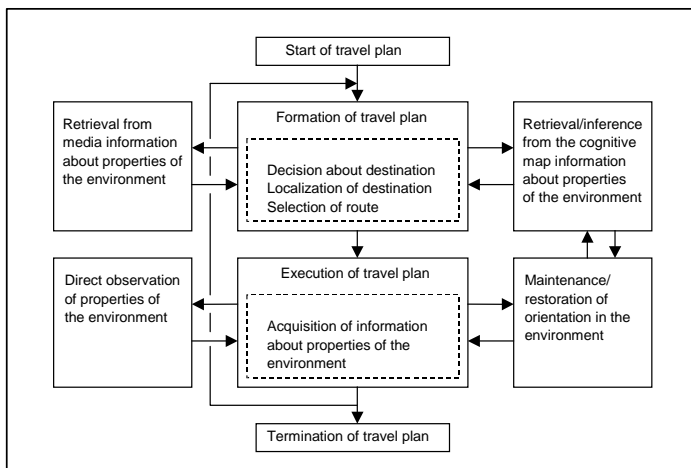 Start of travel plan
Retrieval from
media information
about properties of
the environment
Formation of travel plan
Decision about destination
Localization of destination
Selection of route
Retrieval/inference
from the cognitive
map information
about properties
of the environment
Direct observation
of properties of
the environment
Execution of travel plan
Acquisition of information
about properties of the
environment
Maintenance/
restoration of
orientation in the
environment
Termination of travel plan